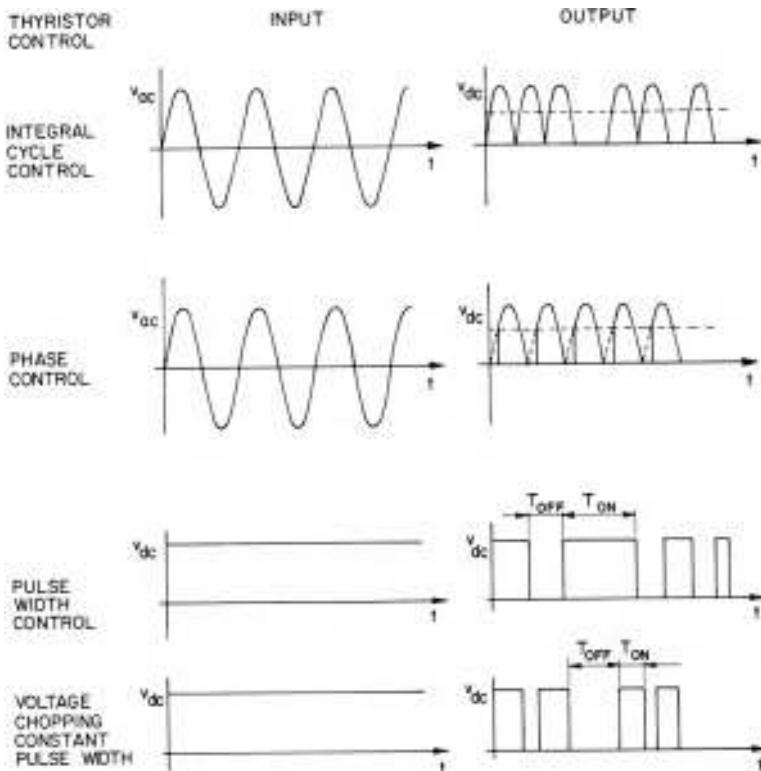 THYRISTOR
CONTROL
INPUT
OUTPUT
INTEGRAL
CYCLE
CONTROL
Vac
t
Vdc
t
PHASE
CONTROL
Vac
t
Vdc
t
PULSE
WIDTH
CONTROL
Vdc
t
TOFF
TON
Vdc
t
VOLTAGE
CHOPPING
CONSTANT
PULSE WIDTH
Vdc
t
TOFF
TON
Vdc
t